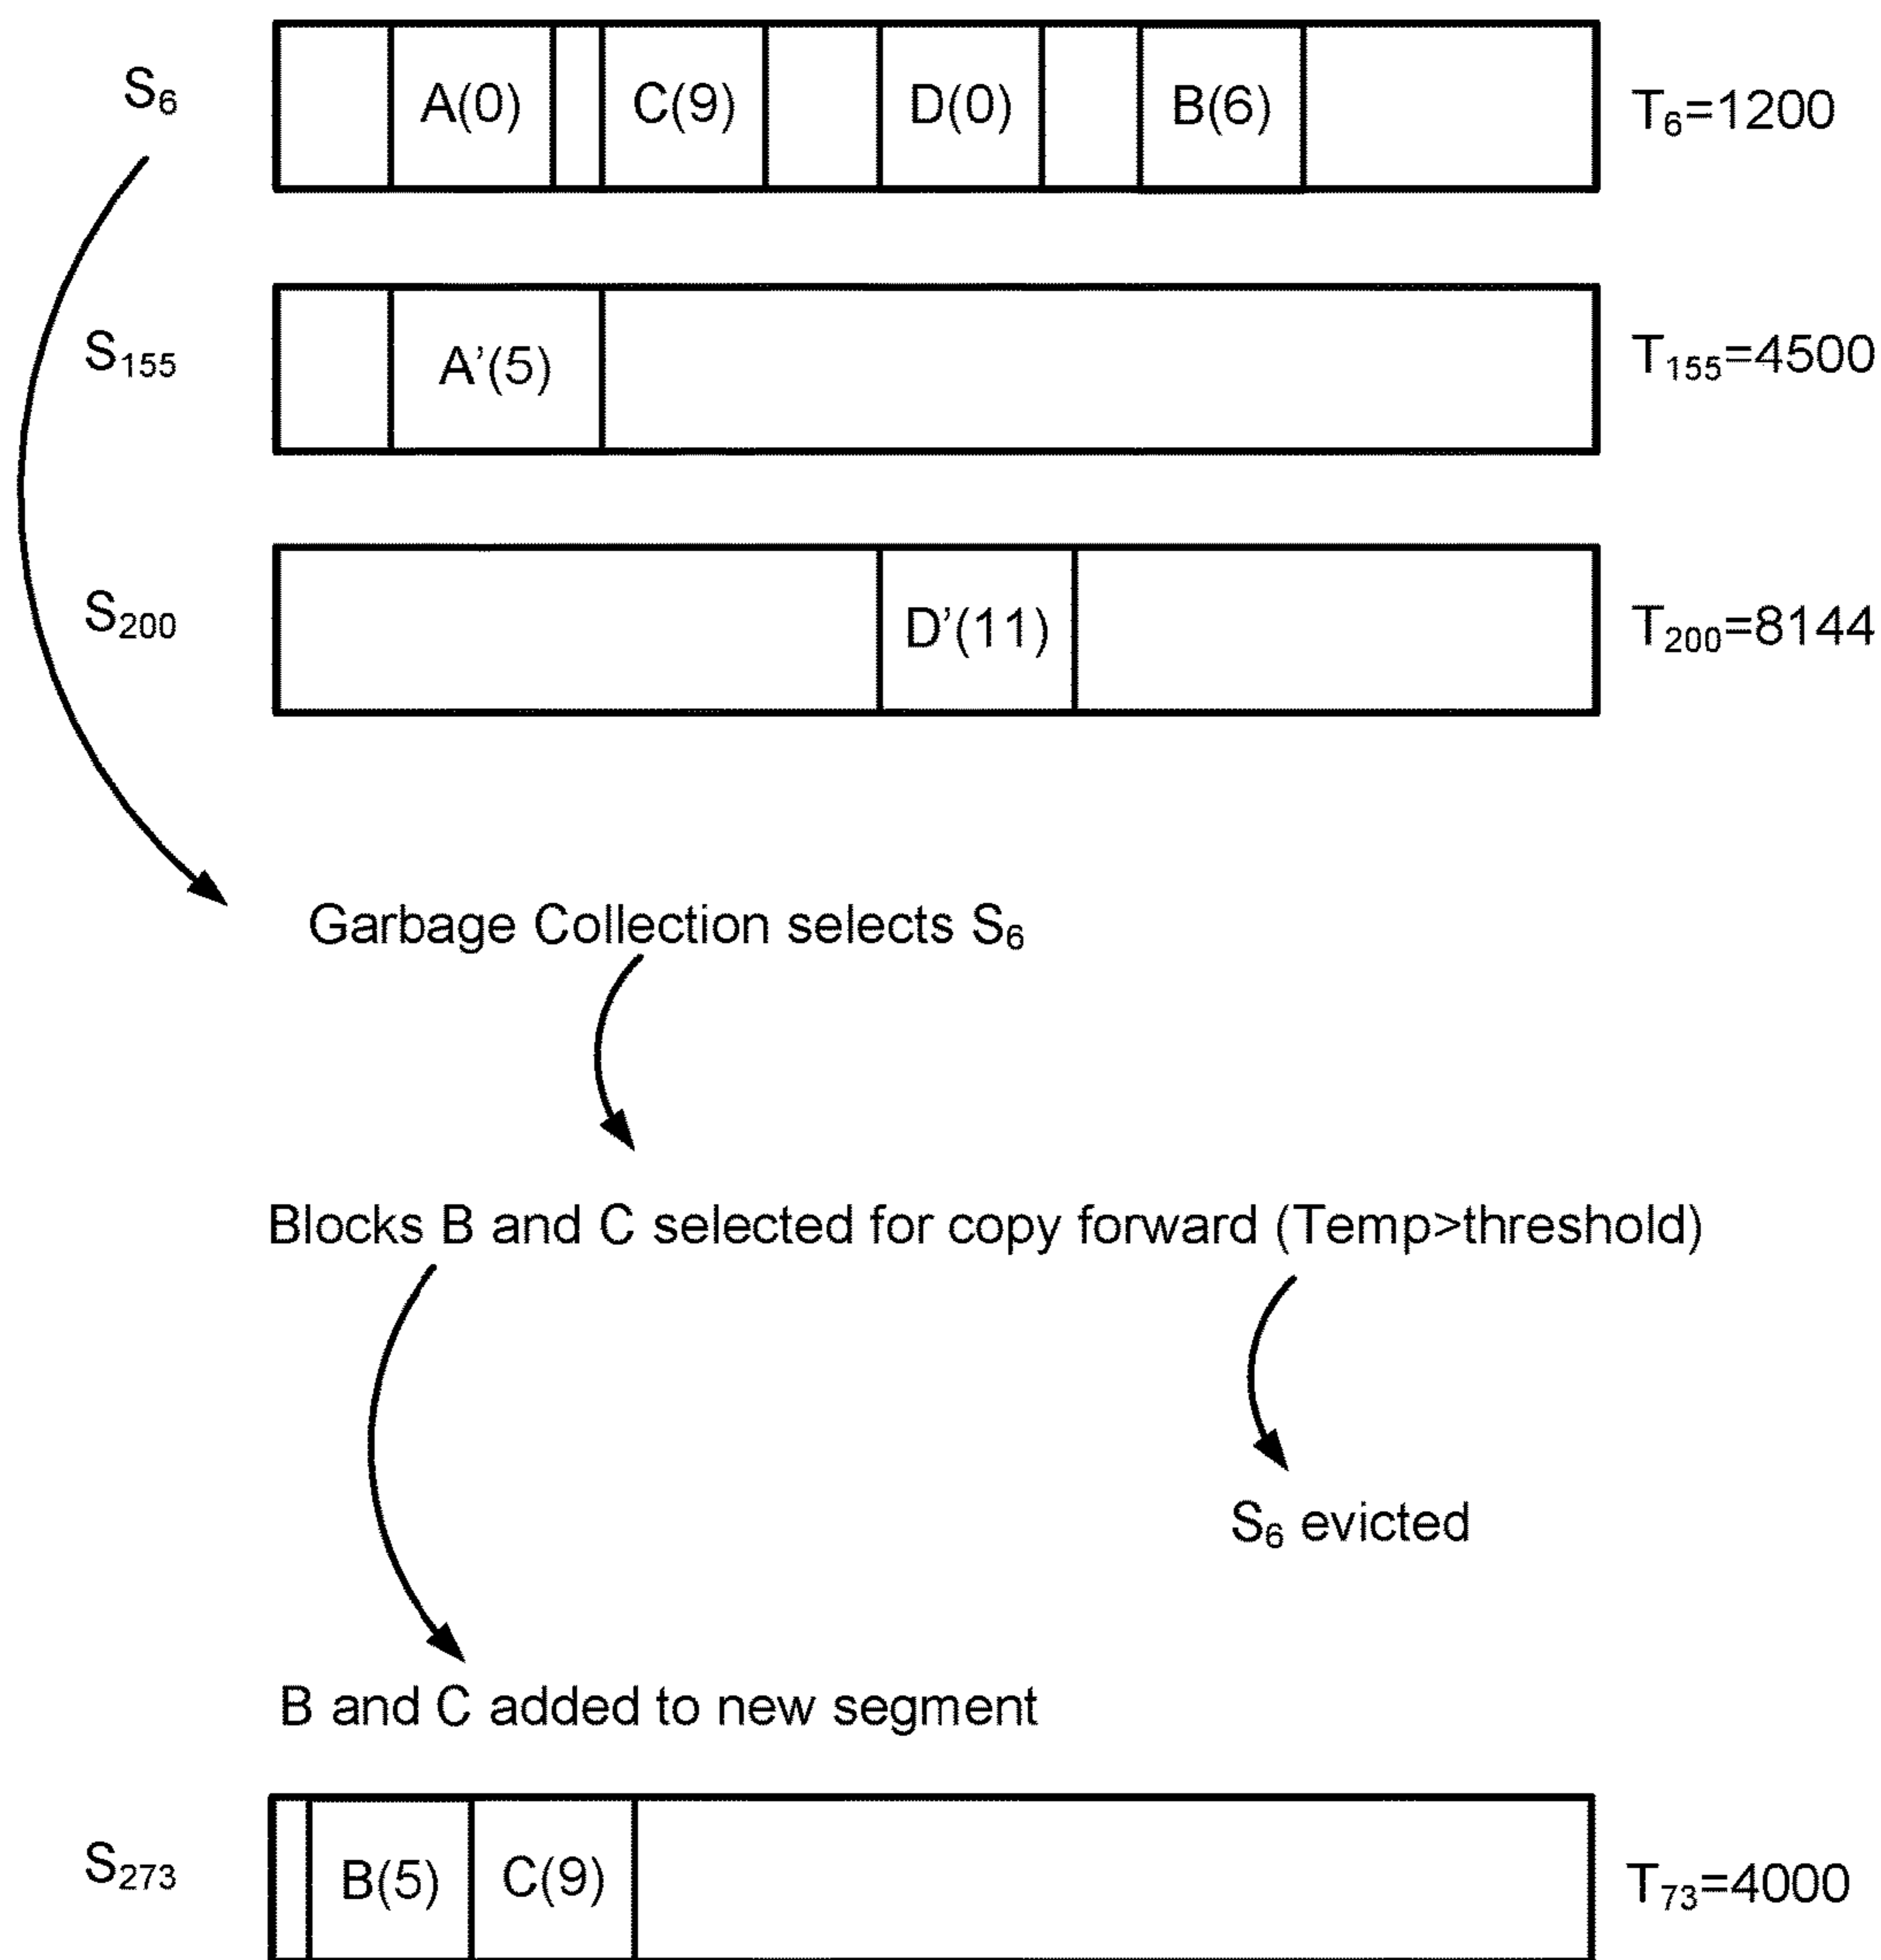 S6 A(0) C(9) D(0) B(6) T6=1200
S155 A'(5) T155=4500
S200 D'(11) T200=8144
Garbage Collection selects S6
Blocks B and C selected for copy forward (Temp>threshold)
S6 evicted
B and C added to new segment
S273 B(5) C(9) T73=4000